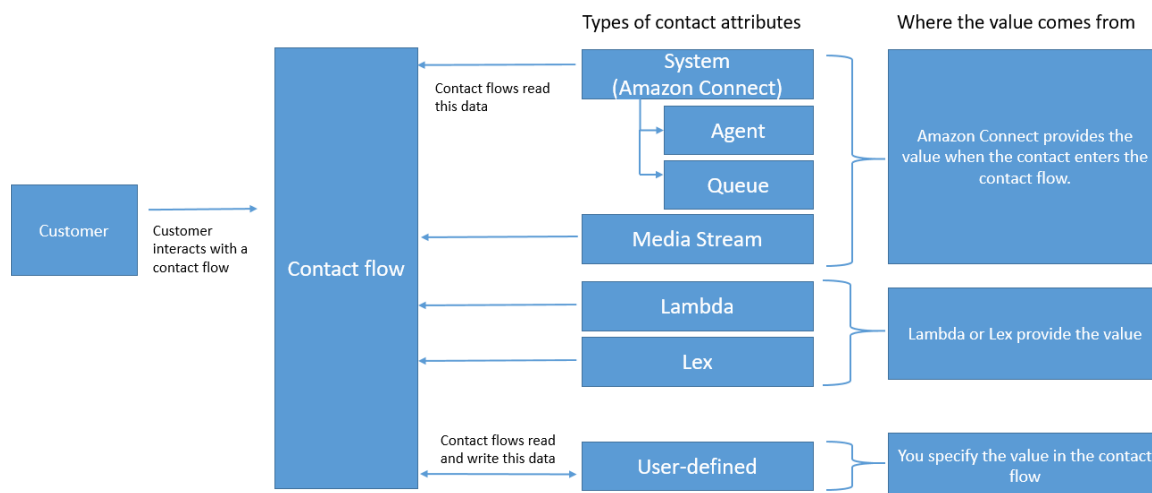 Types of contact attributes
Where the value comes from
System
(Amazon Connect)
Contact flows read
this data
Agent
Queue
Amazon Connect provides the
value when the contact enters the
contact flow.
Customer
Customer
interacts with a
contact flow
Contact flow
Media Stream
Lambda
Lex
Lambda or Lex provide the value
Contact flows read
and write this data
User-defined
You specify the value in the contact
flow